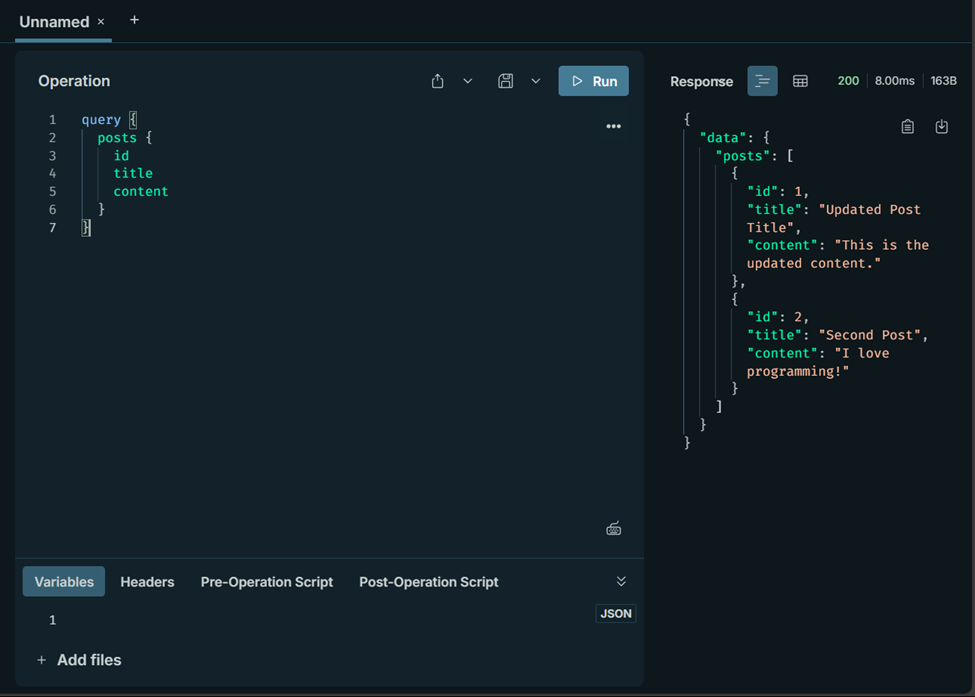 Unnamed × +
Operation
Run
1 query {
2 posts {
3 id
4 title
5 content
6 }
7 }
Variables Headers Pre-Operation Script Post-Operation Script
1
JSON
+ Add files
Response 200 8.00ms 163B
{
"data": {
"posts": [
{
"id": 1,
"title": "Updated Post
Title",
"content": "This is the
updated content."
},
{
"id": 2,
"title": "Second Post",
"content": "I love
programming!"
}
]
}
}